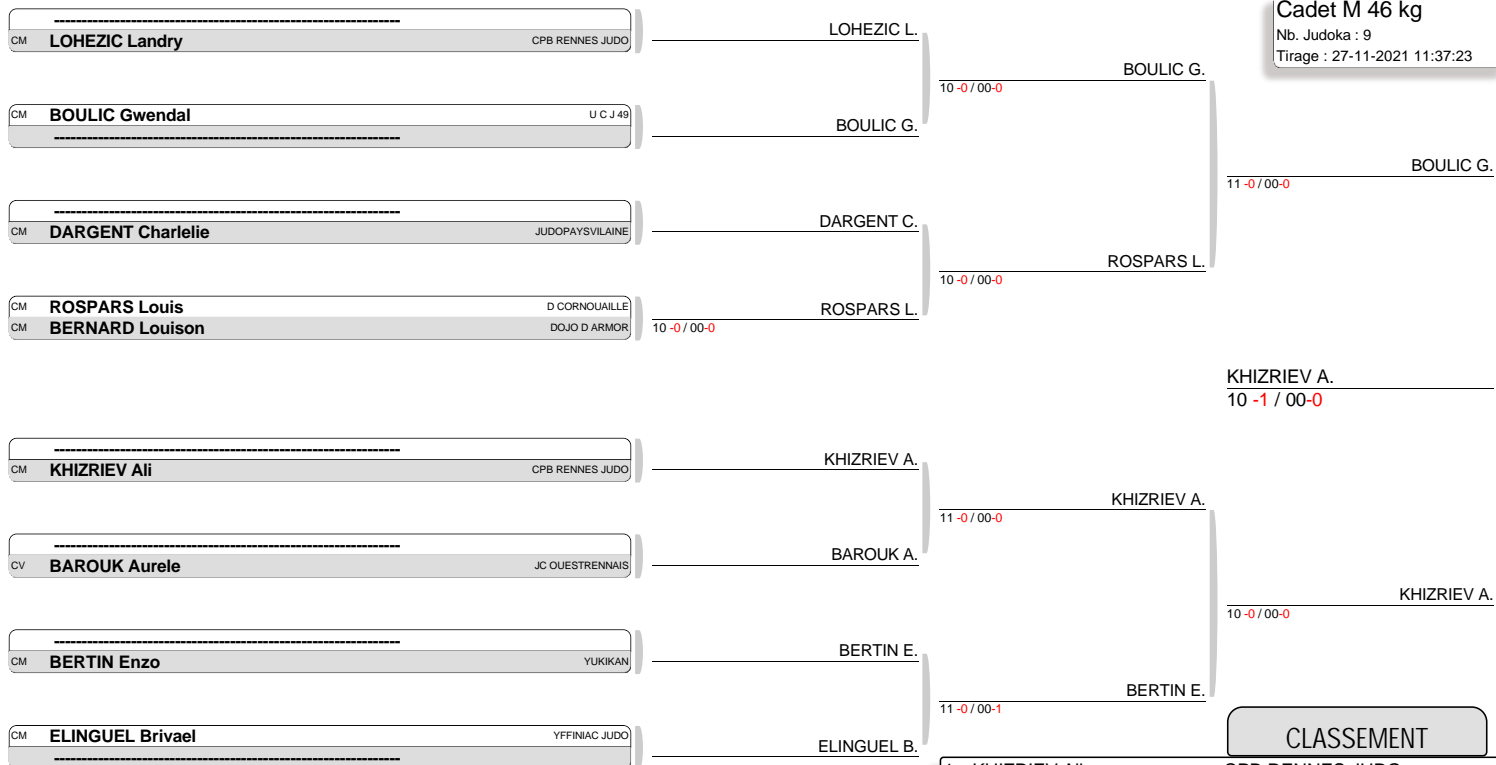 Cadet M 46 kg
Nb. Judoka : 9
Tirage : 27-11-2021 11:37:23
CM LOHEZIC Landry CPB RENNES JUDO
CM BOULIC Gwendal U C J 49
CM DARGENT Charlelie JUDOPAYSVILAINE
CM ROSPARS Louis D CORNOUAILLE
CM BERNARD Louison DOJO D ARMOR
CM KHIZRIEV Ali CPB RENNES JUDO
CV BAROUK Aurele JC OUESTRENNAIS
CM BERTIN Enzo YUKIKAN
CM ELINGUEL Brivael YFFINIAC JUDO
LOHEZIC L.
BOULIC G.
DARGENT C.
ROSPARS L.
10 -0 / 00-0
KHIZRIEV A.
BAROUK A.
BERTIN E.
ELINGUEL B.
BOULIC G.
10 -0 / 00-0
ROSPARS L.
10 -0 / 00-0
KHIZRIEV A.
11 -0 / 00-0
BERTIN E.
11 -0 / 00-1
BOULIC G.
11 -0 / 00-0
KHIZRIEV A.
10 -1 / 00-0
KHIZRIEV A.
10 -0 / 00-0
CLASSEMENT